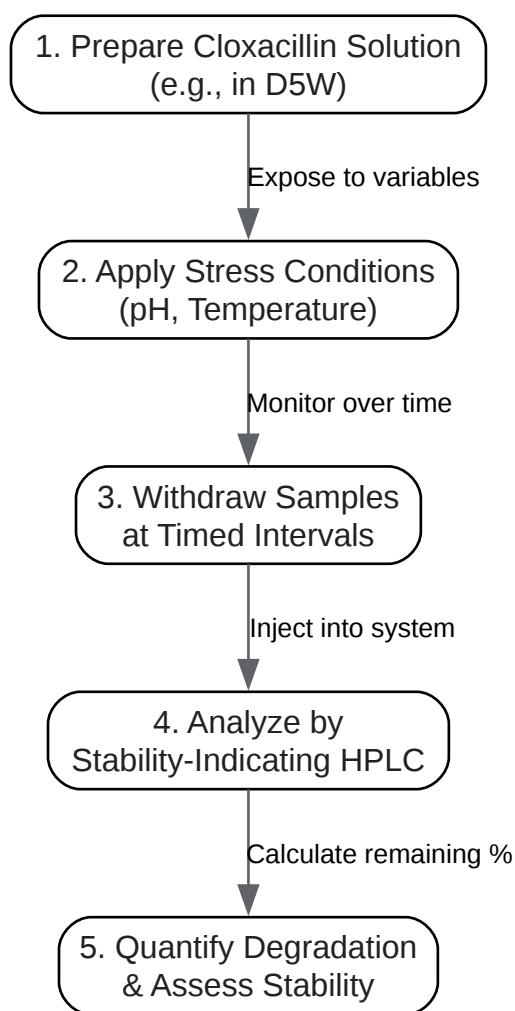 1. Prepare Cloxacillin Solution
(e.g., in D5W)
Expose to variables
2. Apply Stress Conditions
(pH, Temperature)
Monitor over time
3. Withdraw Samples
at Timed Intervals
Inject into system
4. Analyze by
Stability-Indicating HPLC
Calculate remaining %
5. Quantify Degradation
& Assess Stability